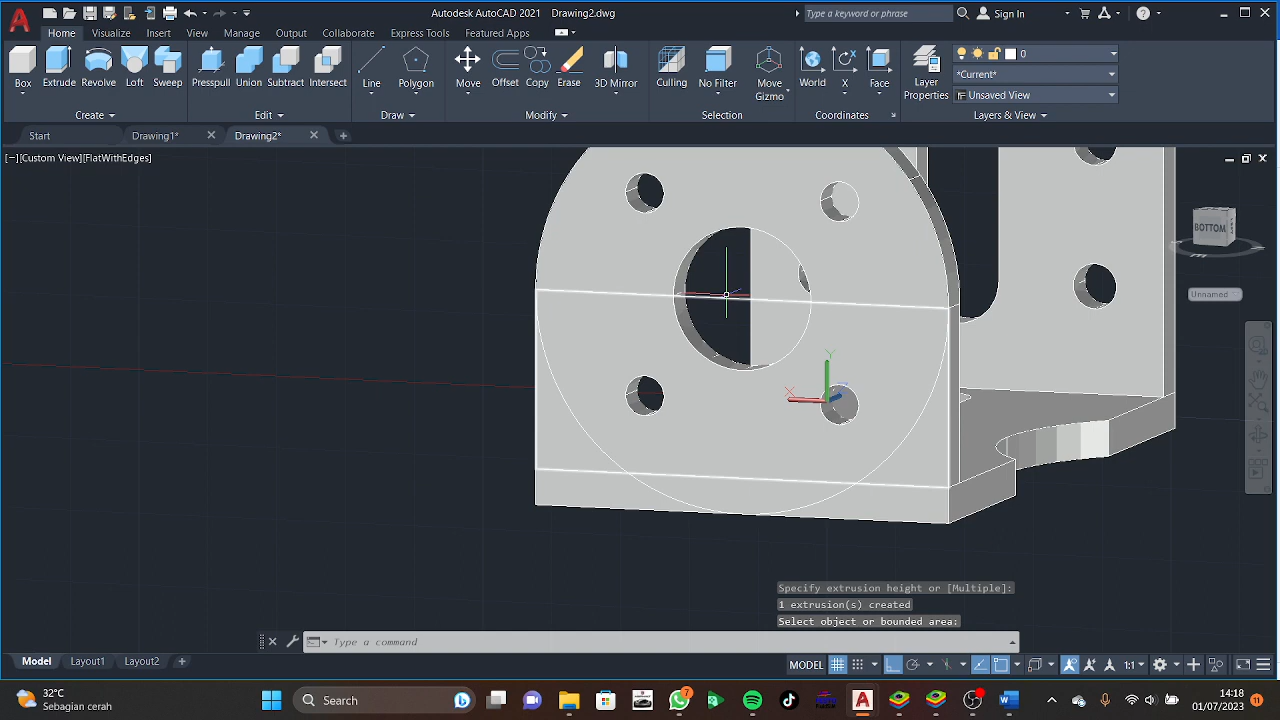 Autodesk AutoCAD 2021 Drawing2.dwg
Type a keyword or phrase
Sign In
Home Visualize Insert View Manage Output Collaborate Express Tools Featured Apps
Box Extrude Revolve Loft Sweep
Presspull Union Subtract Intersect
Line Polygon
Move Offset Copy Erase 3D Mirror
Culling No Filter Move Gizmo
World X Face
Layer Properties
0
*Current*
Unsaved View
Create Edit Draw Modify Selection Coordinates Layers & View
Start Drawing1* Drawing2*
[−][Custom View][FlatWithEdges]
BOTTOM
Unnamed
Y
X
Specify extrusion height or [Multiple]:
1 extrusion(s) created
Select object or bounded area:
Type a command
Model Layout1 Layout2
MODEL 1:1
32°C
Sebagian cerah
Search
7
14:18
01/07/2023
11